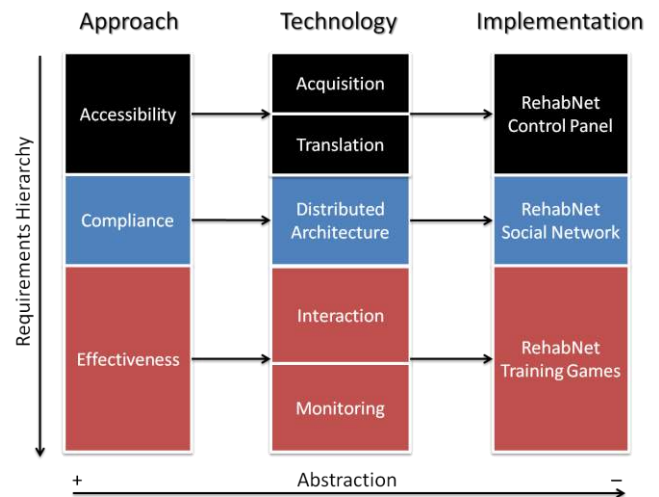 Approach
Technology
Implementation
Requirements Hierarchy
Accessibility
Acquisition
Translation
RehabNet
Control Panel
Compliance
Distributed
Architecture
RehabNet
Social Network
Effectiveness
Interaction
Monitoring
RehabNet
Training Games
+
Abstraction
–